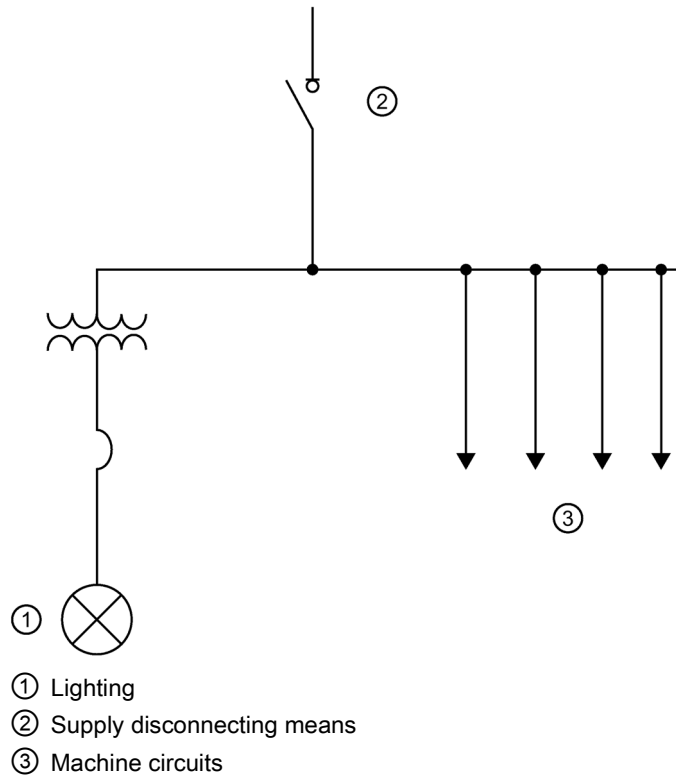 ②
③
①
① Lighting
② Supply disconnecting means
③ Machine circuits